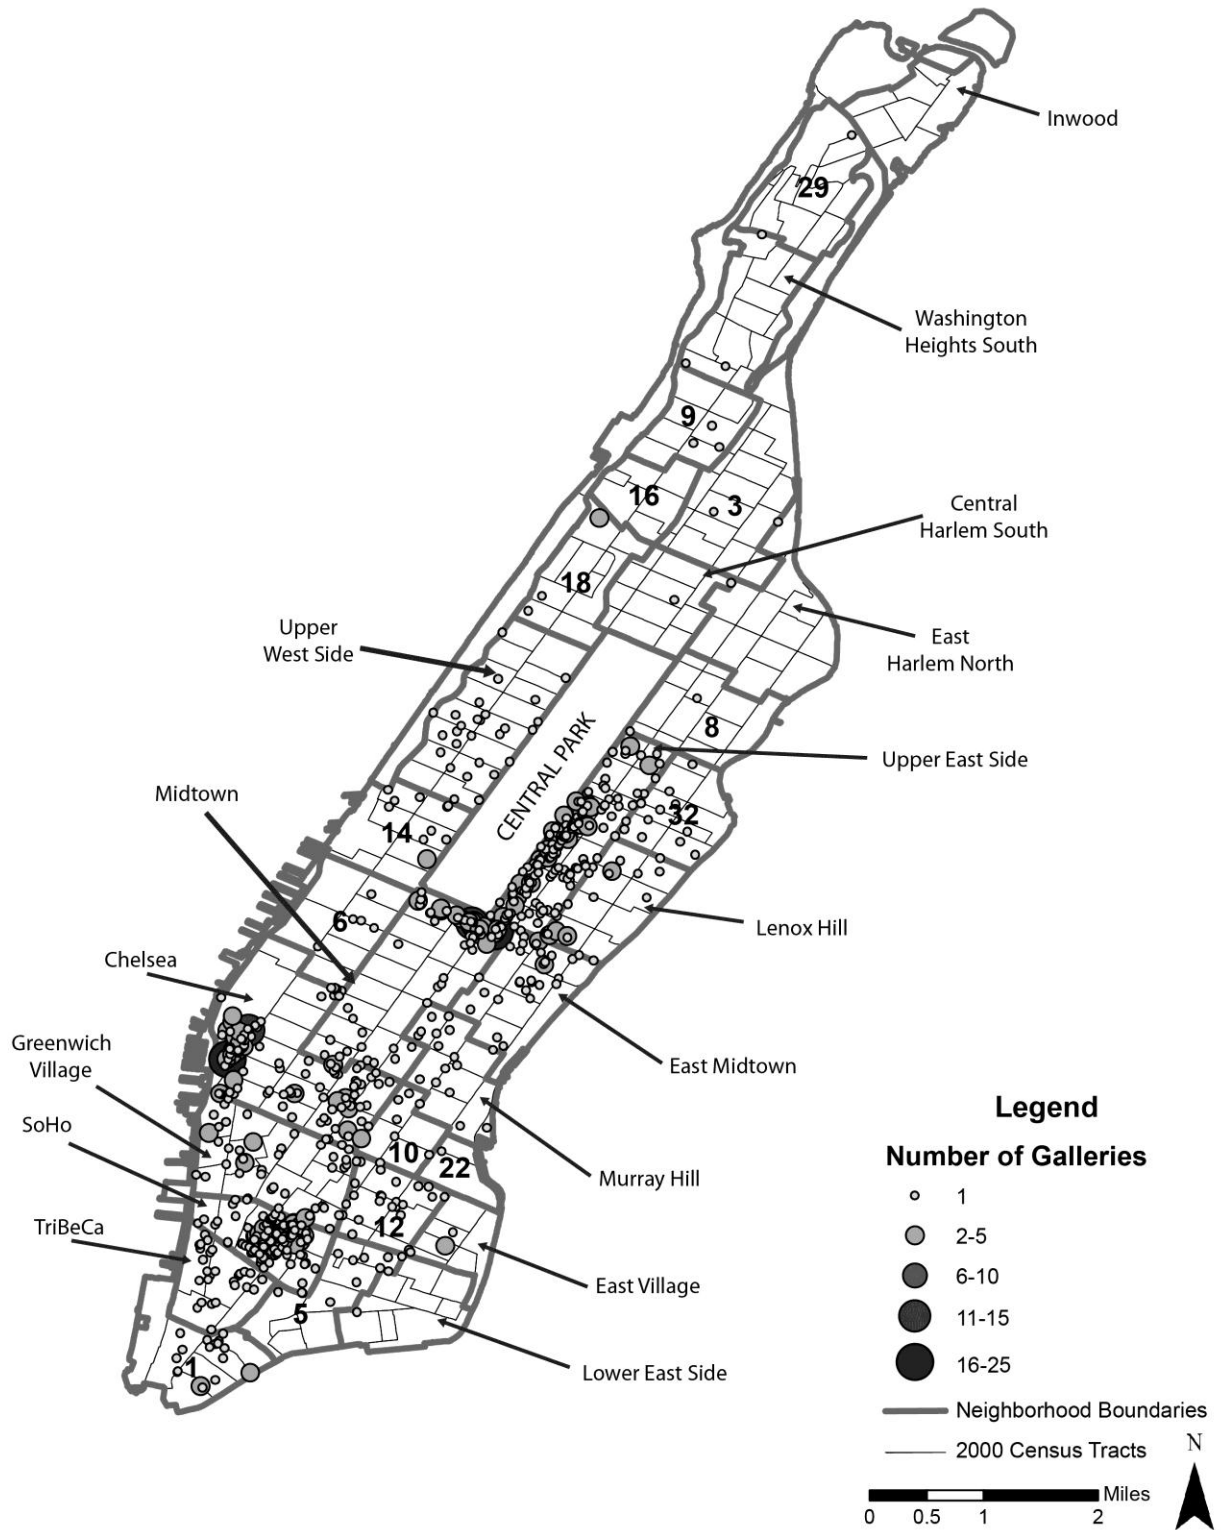 Inwood
29
Washington
Heights South
9
16
3
Central
Harlem South
18
Upper
West Side
East
Harlem North
8
CENTRAL PARK
Upper East Side
Midtown
32
14
6
Lenox Hill
Chelsea
Greenwich
Village
East Midtown
SoHo
10
22
Murray Hill
TriBeCa
12
East Village
5
1
Lower East Side
Legend
Number of Galleries
1
2-5
6-10
11-15
16-25
Neighborhood Boundaries
2000 Census Tracts
N
Miles
0 0.5 1 2